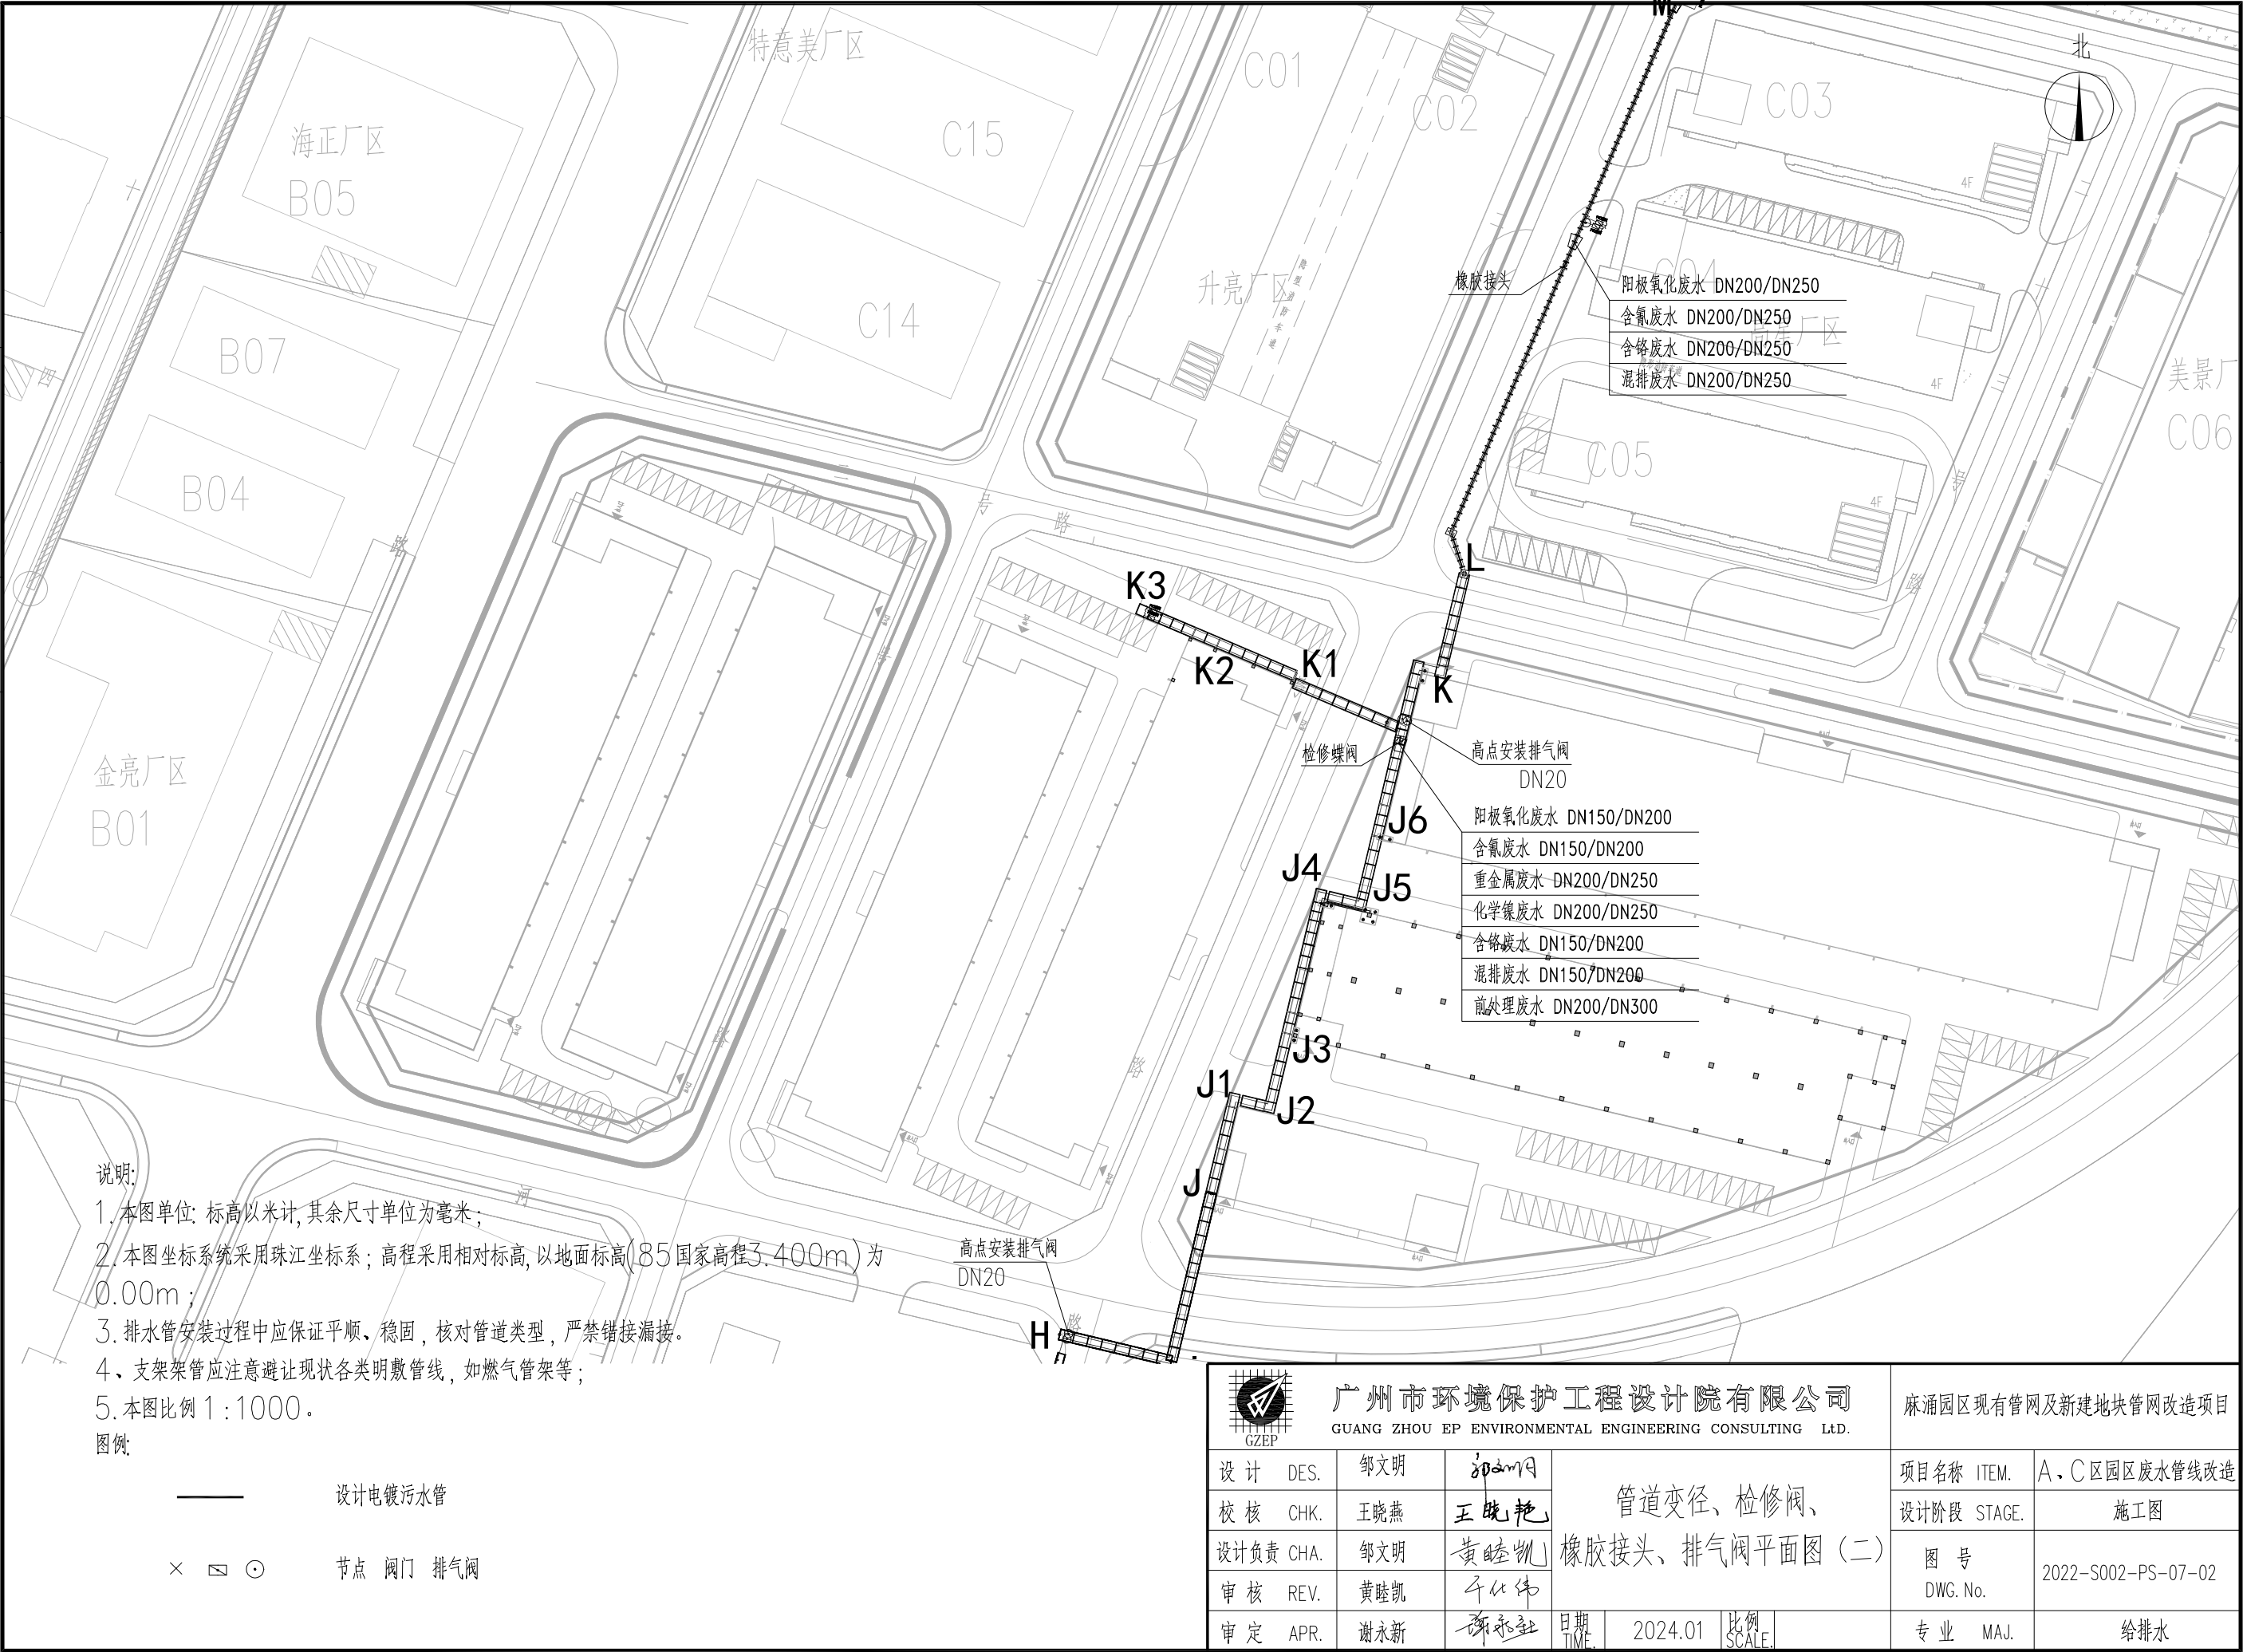 M
北
特意美厂区
C01
C02
C03
C15
海正厂区
B05
4F
升亮厂区
橡胶接头
C04
阳极氧化废水 DN200/DN250
含氰废水 DN200/DN250
含铬废水 DN200/DN250
混排废水 DN200/DN250
C14
B07
四
4F
美景厂
C06
C05
B04
二
号
路
号
4F
路
路
L
K3
K2
K1
K
金亮厂区
B01
检修蝶阀
高点安装排气阀
DN20
J6
阳极氧化废水 DN150/DN200
含氰废水 DN150/DN200
重金属废水 DN200/DN250
化学镍废水 DN200/DN250
含铬废水 DN150/DN200
混排废水 DN150/DN200
前处理废水 DN200/DN300
J4
J5
J3
路
J1
J2
J
说明:
1. 本图单位: 标高以米计,其余尺寸单位为毫米;
2. 本图坐标系统采用珠江坐标系; 高程采用相对标高, 以地面标高(85国家高程3.400m)为
0.00m;
3. 排水管安装过程中应保证平顺、稳固, 核对管道类型, 严禁错接漏接。
4、支架架管应注意避让现状各类明敷管线, 如燃气管架等;
5. 本图比例1:1000。
图例:
设计电镀污水管
节点 阀门 排气阀
高点安装排气阀
DN20
H
路
GZEP
广州市环境保护工程设计院有限公司
GUANG ZHOU EP ENVIRONMENTAL ENGINEERING CONSULTING LtD.
麻涌园区现有管网及新建地块管网改造项目
设计 DES. 邹文明
校核 CHK. 王晓燕 王晓艳
设计负责 CHA. 邹文明 黄睦凯
审核 REV. 黄睦凯
审定 APR. 谢永新
管道变径、检修阀、
橡胶接头、排气阀平面图（二）
日期 TIME. 2024.01 比例 SCALE.
项目名称 ITEM. A、C区园区废水管线改造
设计阶段 STAGE. 施工图
图号 DWG. No. 2022-S002-PS-07-02
专业 MAJ. 给排水